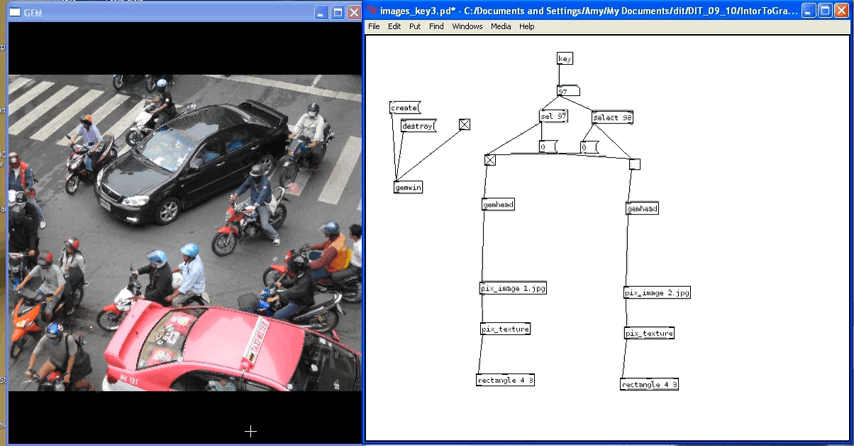 GEM
images_key3.pd* - C:/Documents and Settings/Amy/My Documents/dit/DIT_09_10/IntorToGra...
File Edit View Put Find Windows Media Help
key
97
create
destroy
sel 97
select 98
0
0
gemwin
gemhead
gemhead
pix_image 1.jpg
pix_image 2.jpg
pix_texture
pix_texture
rectangle 4 3
rectangle 4 3